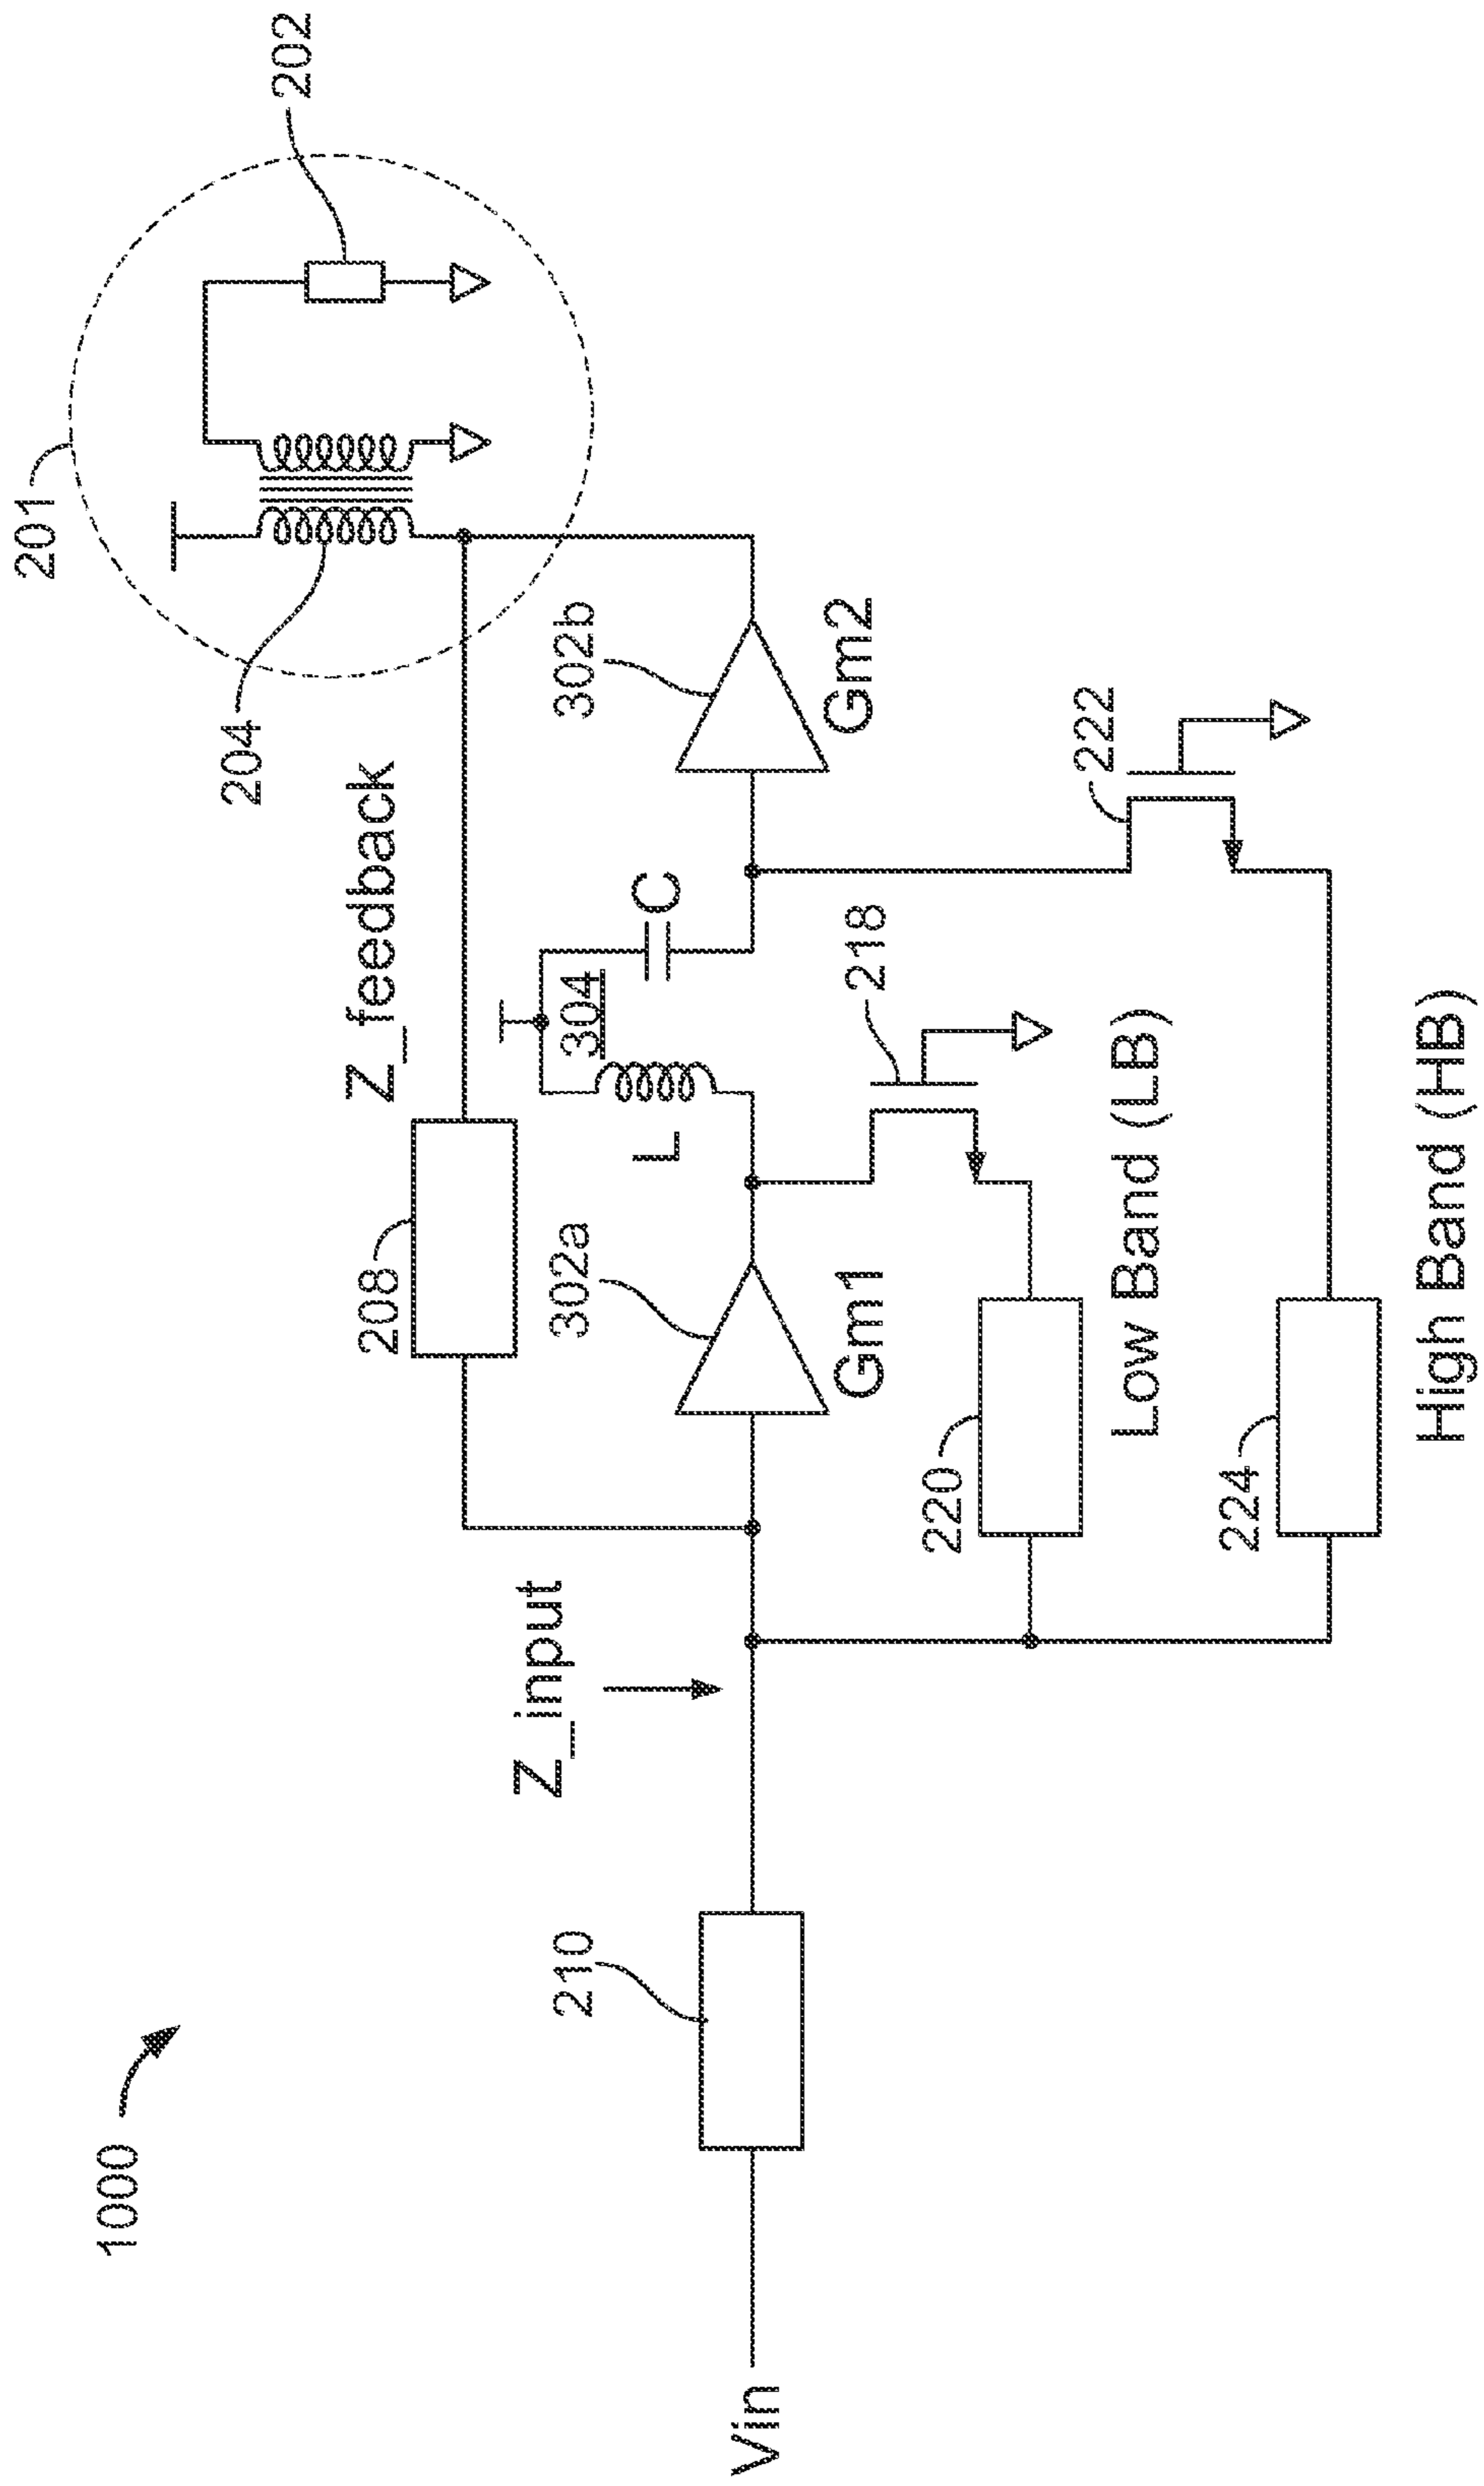 1000
Vin
210
Z_input
208
Z_feedback
302a
Gm1
L
304
C
302b
Gm2
204
201
202
218
220
Low Band (LB)
222
224
High Band (HB)